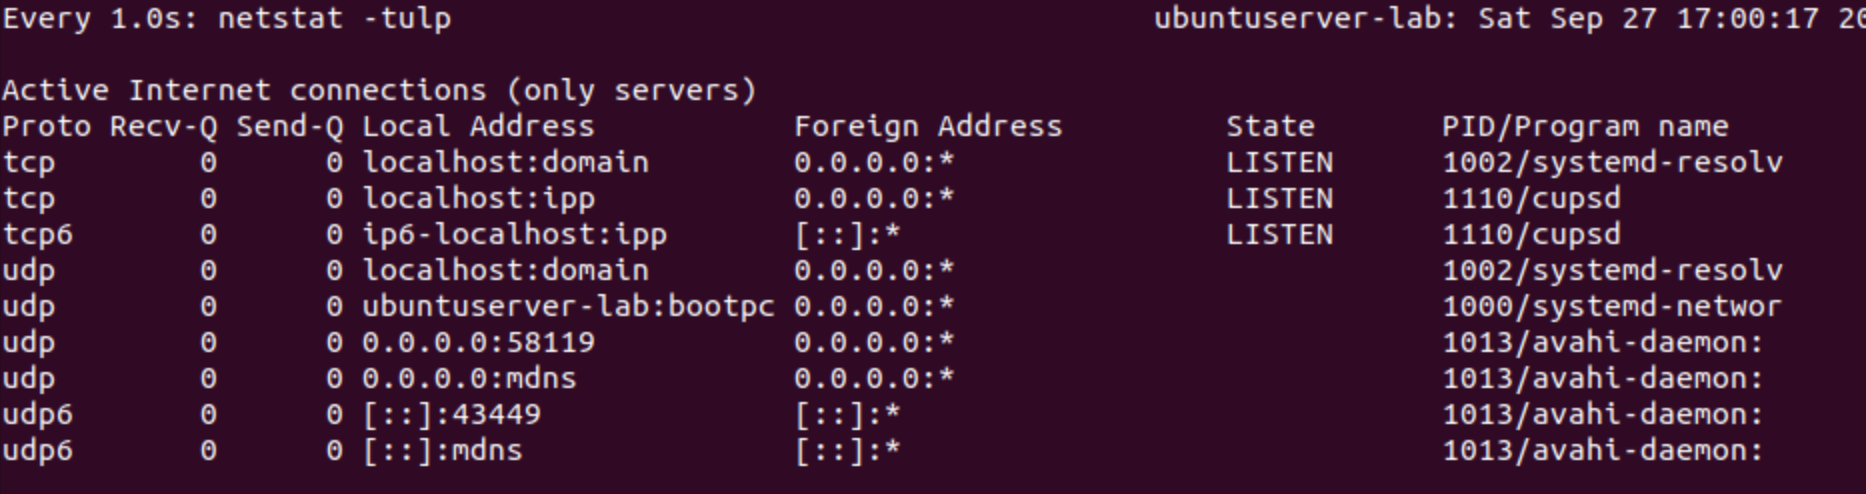 Every 1.0s: netstat -tulp ubuntuserver-lab: Sat Sep 27 17:00:17 20
Active Internet connections (only servers)
Proto Recv-Q Send-Q Local Address Foreign Address State PID/Program name
tcp 0 0 localhost:domain 0.0.0.0:* LISTEN 1002/systemd-resolv
tcp 0 0 localhost:ipp 0.0.0.0:* LISTEN 1110/cupsd
tcp6 0 0 ip6-localhost:ipp [::]:* LISTEN 1110/cupsd
udp 0 0 localhost:domain 0.0.0.0:* 1002/systemd-resolv
udp 0 0 ubuntuserver-lab:bootpc 0.0.0.0:* 1000/systemd-networ
udp 0 0 0.0.0.0:58119 0.0.0.0:* 1013/avahi-daemon:
udp 0 0 0.0.0.0:mdns 0.0.0.0:* 1013/avahi-daemon:
udp6 0 0 [::]:43449 [::]:* 1013/avahi-daemon:
udp6 0 0 [::]:mdns [::]:* 1013/avahi-daemon: